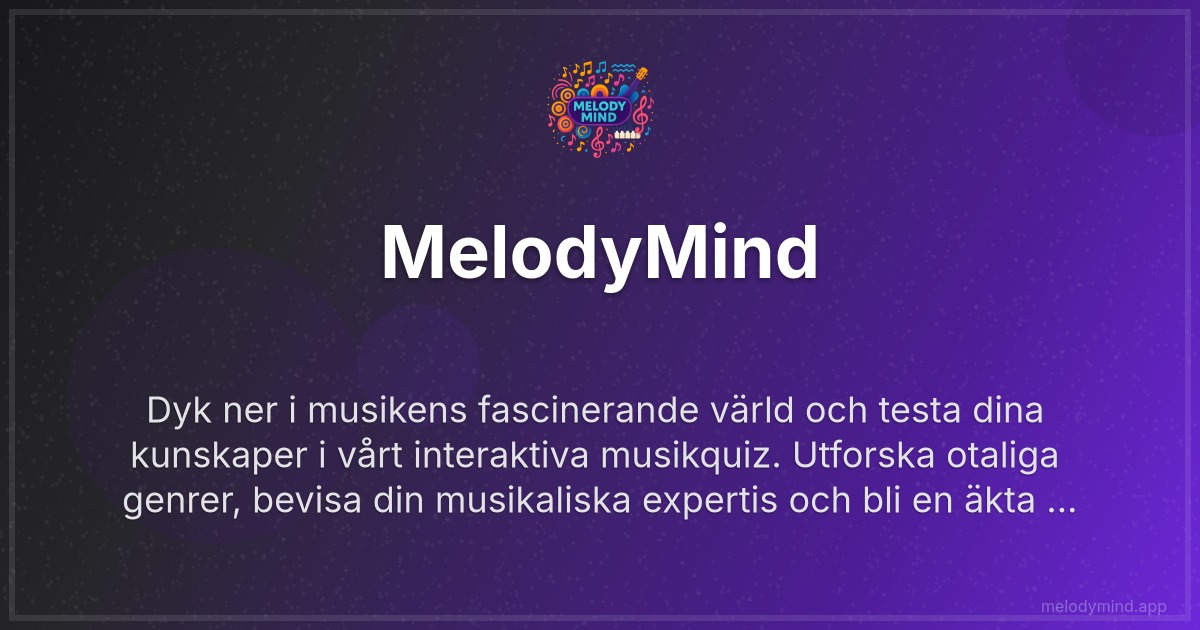 MELODY
MIND
MelodyMind
Dyk ner i musikens fascinerande värld och testa dina
kunskaper i vårt interaktiva musikquiz. Utforska otaliga
genrer, bevisa din musikaliska expertis och bli en äkta ...
melodymind.app